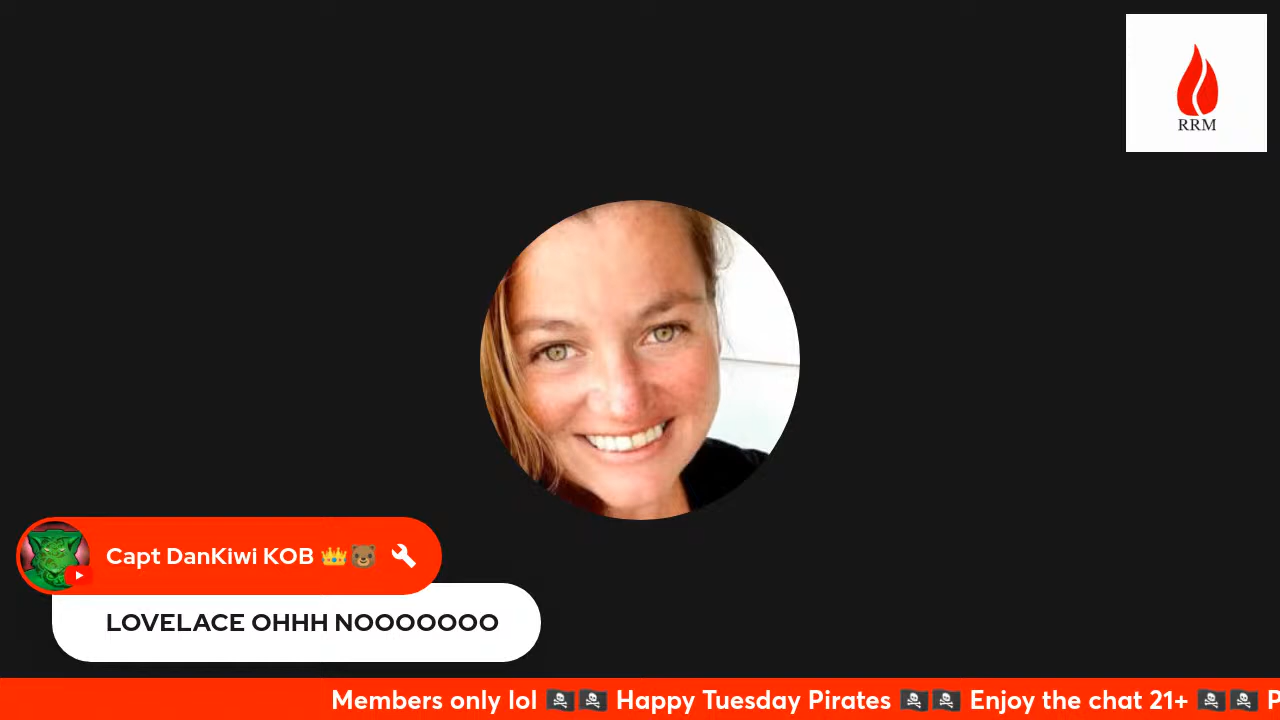 RRM
Capt DanKiwi KOB 👑🐻 🔧
LOVELACE OHHH NOOOOOOO
Members only lol 🏴‍☠️🏴‍☠️ Happy Tuesday Pirates 🏴‍☠️🏴‍☠️ Enjoy the chat 21+ 🏴‍☠️🏴‍☠️ P